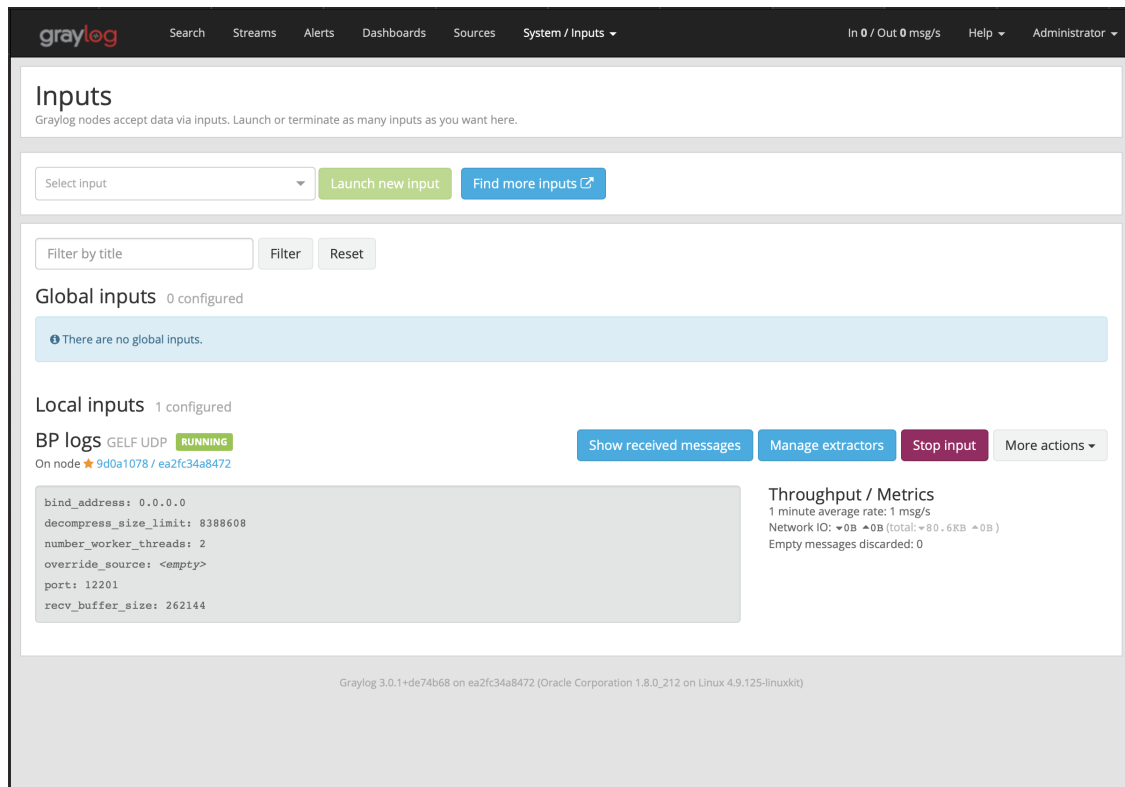 graylog Search Streams Alerts Dashboards Sources System / Inputs In 0 / Out 0 msg/s Help Administrator
Inputs
Graylog nodes accept data via inputs. Launch or terminate as many inputs as you want here.
Select input Launch new input Find more inputs
Filter by title Filter Reset
Global inputs 0 configured
There are no global inputs.
Local inputs 1 configured
BP logs GELF UDP RUNNING Show received messages Manage extractors Stop input More actions
On node 9d0a1078 / ea2fc34a8472
bind_address: 0.0.0.0
decompress_size_limit: 8388608
number_worker_threads: 2
override_source: <empty>
port: 12201
recv_buffer_size: 262144
Throughput / Metrics
1 minute average rate: 1 msg/s
Network IO: 0B 0B (total: 80.6KB 0B )
Empty messages discarded: 0
Graylog 3.0.1+de74b68 on ea2fc34a8472 (Oracle Corporation 1.8.0_212 on Linux 4.9.125-linuxkit)